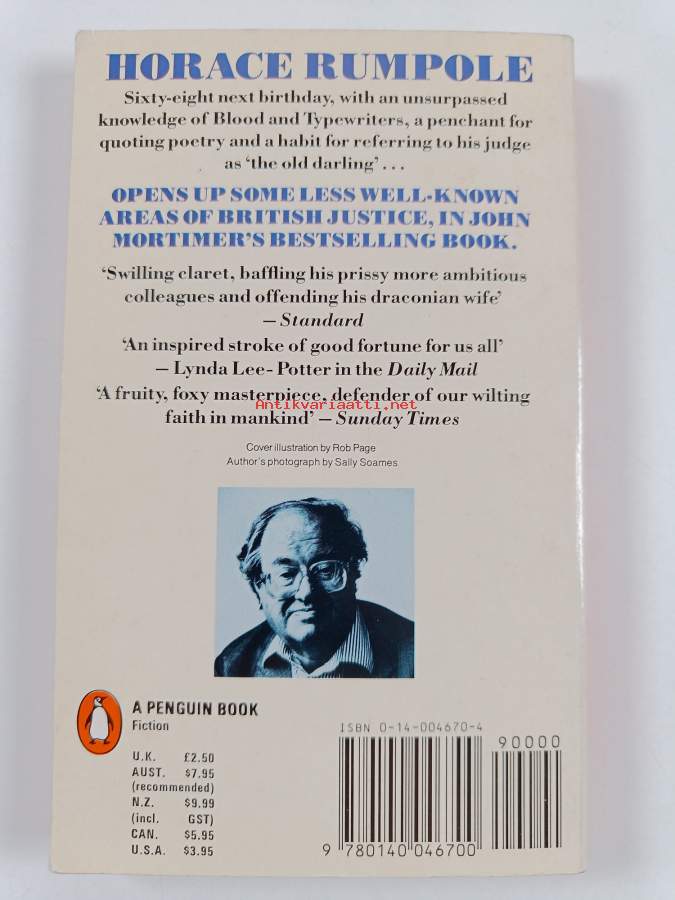 HORACE RUMPOLE
Sixty-eight next birthday, with an unsurpassed
knowledge of Blood and Typewriters, a penchant for
quoting poetry and a habit for referring to his judge
as ‘the old darling’ . . .
OPENS UP SOME LESS WELL-KNOWN
AREAS OF BRITISH JUSTICE, IN JOHN
MORTIMER’S BESTSELLING BOOK.
‘Swilling claret, baffling his prissy more ambitious
colleagues and offending his draconian wife’
– Standard
‘An inspired stroke of good fortune for us all’
– Lynda Lee-Potter in the Daily Mail
‘A fruity, foxy masterpiece, defender of our wilting
Antikvariaatti.net
faith in mankind’ – Sunday Times
Cover illustration by Rob Page
Author’s photograph by Sally Soames
A PENGUIN BOOK
Fiction
U.K. £2.50
AUST. $7.95
(recommended)
N.Z. $9.99
(incl. GST)
CAN. $5.95
U.S.A. $3.95
ISBN 0-14-004670-4
90000
9 780140 046700